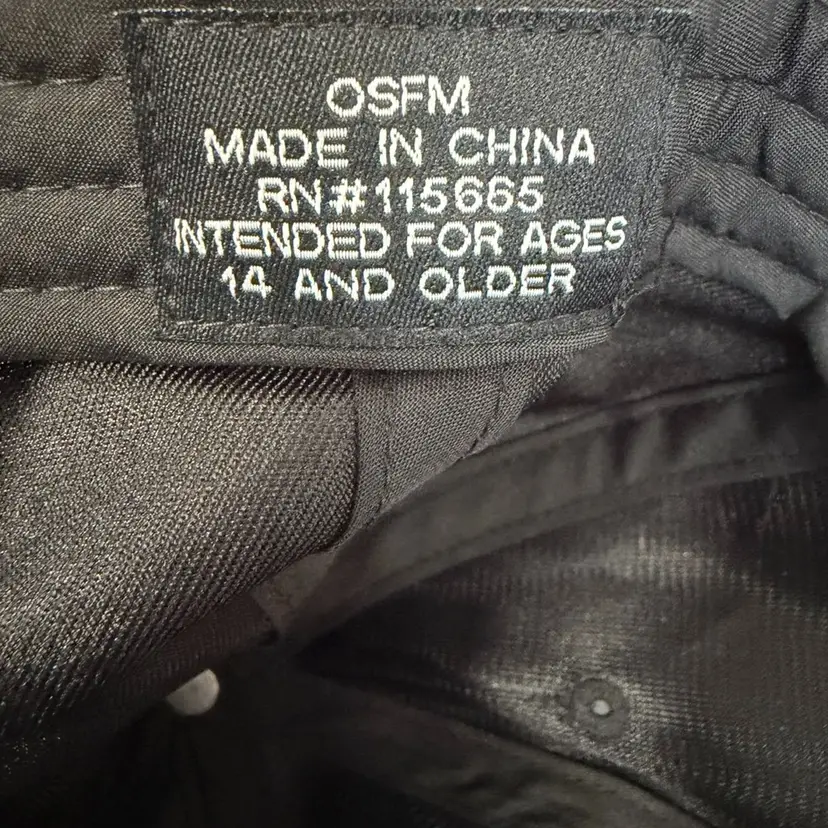 OSFM
MADE IN CHINA
RN#115665
INTENDED FOR AGES
14 AND OLDER